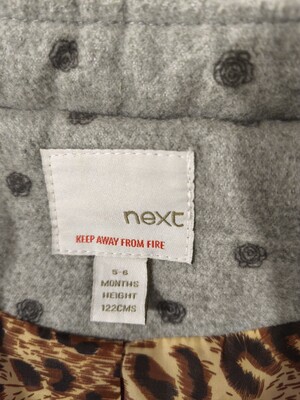 next
KEEP AWAY FROM FIRE
5-6
MONTHS
HEIGHT
122CMS